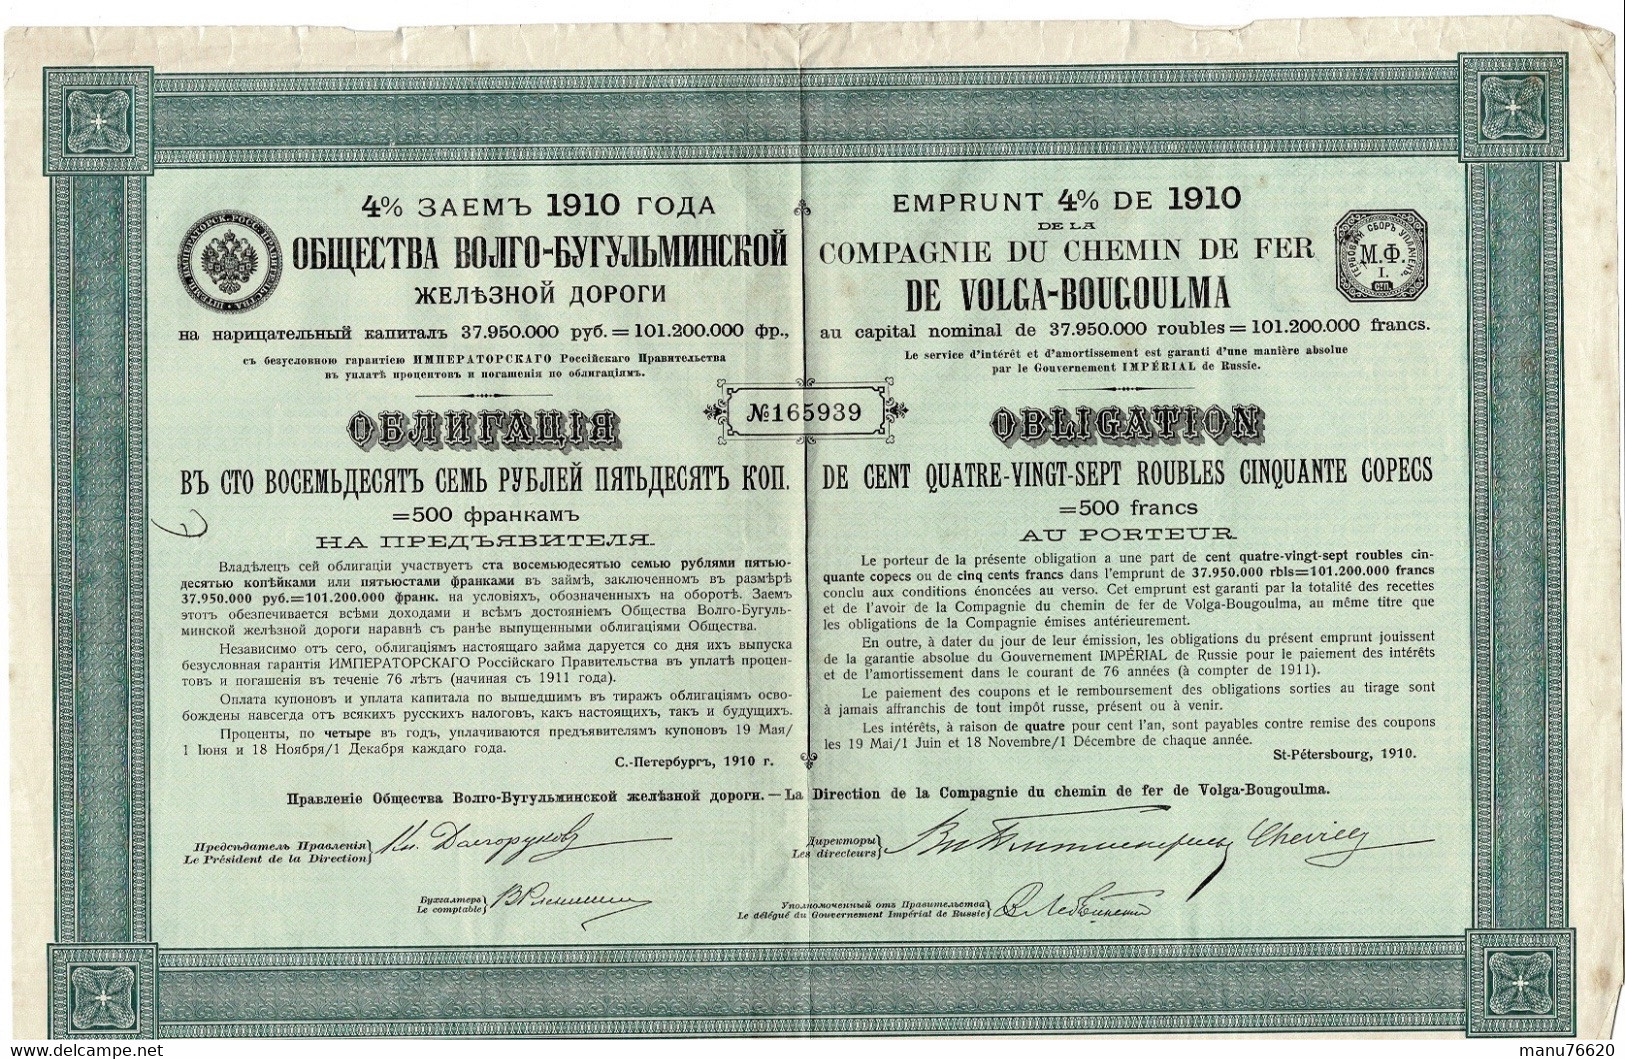 4% ЗАЕМЪ 1910 ГОДА
ОБЩЕСТВА ВОЛГО-БУГУЛЬМИНСКОЙ
ЖЕЛѢЗНОЙ ДОРОГИ
на нарицательный капиталъ 37.950.000 руб. = 101.200.000 фр.,
съ безусловною гарантіею ИМПЕРАТОРСКАГО Россійскаго Правительства
въ уплатѣ процентовъ и погашенія по облигаціямъ.
ОБЛИГАЦІЯ
ВЪ СТО ВОСЕМЬДЕСЯТЪ СЕМЬ РУБЛЕЙ ПЯТЬДЕСЯТЪ КОП.
=500 франкамъ
НА ПРЕДЪЯВИТЕЛЯ.
Владѣлецъ сей облигаціи участвуетъ ста восемьюдесятью семью рублями пятью-
десятью копѣйками или пятьюстами франками въ займѣ, заключенномъ въ размѣрѣ
37.950.000 руб.=101.200.000 франк. на условіяхъ, обозначенныхъ на оборотѣ. Заемъ
этотъ обезпечивается всѣми доходами и всѣмъ достояніемъ Общества Волго-Бугуль-
минской желѣзной дороги наравнѣ съ ранѣе выпущенными облигаціями Общества.
Независимо отъ сего, облигаціямъ настоящаго займа даруется со дня ихъ выпуска
безусловная гарантія ИМПЕРАТОРСКАГО Россійскаго Правительства въ уплатѣ процен-
товъ и погашенія въ теченіе 76 лѣтъ (начиная съ 1911 года).
Оплата купоновъ и уплата капитала по вышедшимъ въ тиражъ облигаціямъ осво-
бождены навсегда отъ всякихъ русскихъ налоговъ, какъ настоящихъ, такъ и будущихъ.
Проценты, по четыре въ годъ, уплачиваются предъявителямъ купоновъ 19 Мая/
1 Іюня и 18 Ноября/1 Декабря каждаго года.
С.-Петербургъ, 1910 г.
№165939
EMPRUNT 4% DE 1910
DE LA
COMPAGNIE DU CHEMIN DE FER
DE VOLGA-BOUGOULMA
au capital nominal de 37.950.000 roubles = 101.200.000 francs.
Le service d'intérêt et d'amortissement est garanti d'une manière absolue
par le Gouvernement IMPÉRIAL de Russie.
OBLIGATION
DE CENT QUATRE-VINGT-SEPT ROUBLES CINQUANTE COPECS
=500 francs
AU PORTEUR.
Le porteur de la présente obligation a une part de cent quatre-vingt-sept roubles cin-
quante copecs ou de cinq cents francs dans l'emprunt de 37.950.000 rbls=101.200.000 francs
conclu aux conditions énoncées au verso. Cet emprunt est garanti par la totalité des recettes
et de l'avoir de la Compagnie du chemin de fer de Volga-Bougoulma, au même titre que
les obligations de la Compagnie émises antérieurement.
En outre, à dater du jour de leur émission, les obligations du présent emprunt jouissent
de la garantie absolue du Gouvernement IMPÉRIAL de Russie pour le paiement des intérêts
et de l'amortissement dans le courant de 76 années (à compter de 1911).
Le paiement des coupons et le remboursement des obligations sorties au tirage sont
à jamais affranchis de tout impôt russe, présent ou à venir.
Les intérêts, à raison de quatre pour cent l'an, sont payables contre remise des coupons
les 19 Mai/1 Juin et 18 Novembre/1 Décembre de chaque année.
St-Pétersbourg, 1910.
ГЕРБОВЫЙ СБОРЪ УПЛАЧЕНЪ
М.Ф.
I.
СПП.
Правленіе Общества Волго-Бугульминской желѣзной дороги.—La Direction de la Compagnie du chemin de fer de Volga-Bougoulma.
Предсѣдатель Правленія
Le Président de la Direction
Кн. Долгоруковъ
Директоры
Les directeurs
Бухгалтеръ
Le comptable
Уполномоченный отъ Правительства
Le délégué du Gouvernement Impérial de Russie
manu76620